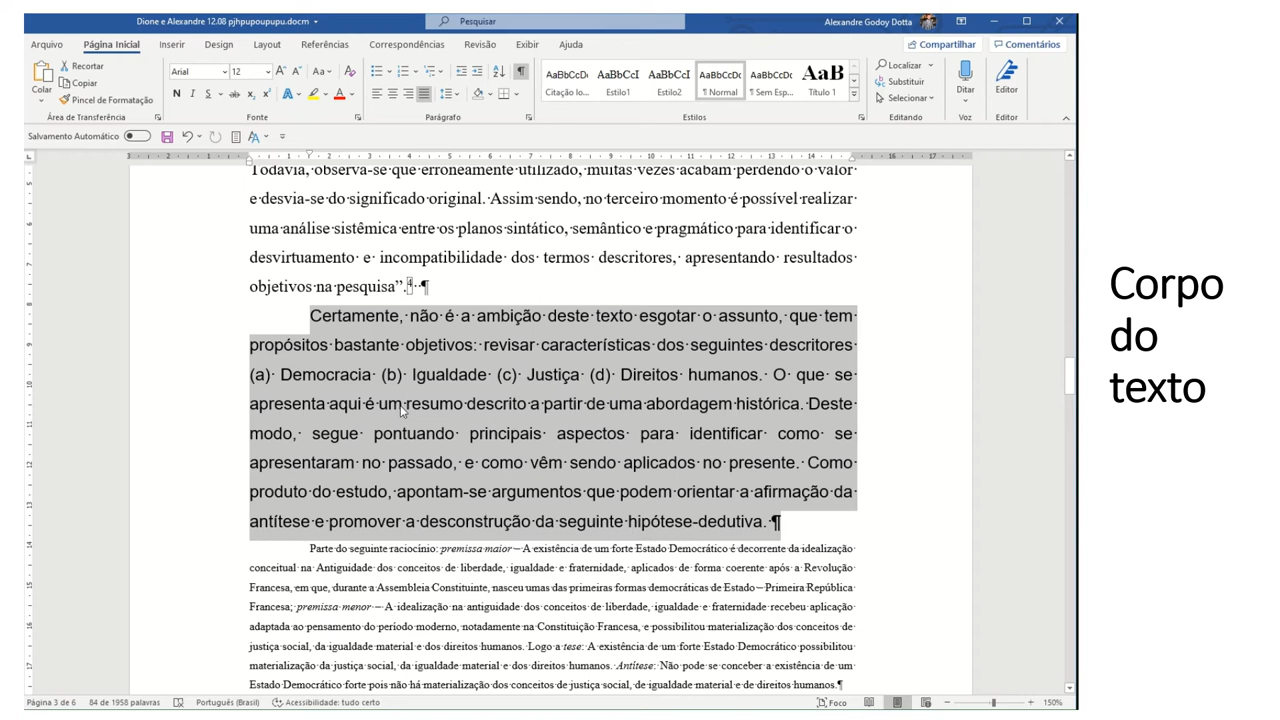 Dione e Alexandre 12.08 pjhpupoupupu.docm
Pesquisar
Alexandre Godoy Dotta
Arquivo Página Inicial Inserir Design Layout Referências Correspondências Revisão Exibir Ajuda
Compartilhar Comentários
Colar
Recortar
Copiar
Pincel de Formatação
Arial 12
N I S ab x₂ x²
AaBbCcDc AaBbCcI AaBbCcI AaBbCcDc AaBbCcDc AaB
Citação lo... Estilo1 Estilo2 ¶ Normal ¶ Sem Esp... Título 1
Localizar
Substituir
Selecionar
Ditar
Editor
Área de Transferência Fonte Parágrafo Estilos Editando Voz Editor
Salvamento Automático
Todavia, observa-se que erroneamente utilizado, muitas vezes acabam perdendo o valor
e desvia-se do significado original. Assim sendo, no terceiro momento é possível realizar
uma análise sistêmica entre os planos sintático, semântico e pragmático para identificar o
desvirtuamento e incompatibilidade dos termos descritores, apresentando resultados
objetivos na pesquisa”.4 ¶
Certamente, não é a ambição deste texto esgotar o assunto, que tem
propósitos bastante objetivos: revisar características dos seguintes descritores
(a) Democracia (b) Igualdade (c) Justiça (d) Direitos humanos. O que se
apresenta aqui é um resumo descrito a partir de uma abordagem histórica. Deste
modo, segue pontuando principais aspectos para identificar como se
apresentaram no passado, e como vêm sendo aplicados no presente. Como
produto do estudo, apontam-se argumentos que podem orientar a afirmação da
antítese e promover a desconstrução da seguinte hipótese-dedutiva. ¶
Parte do seguinte raciocínio: premissa maior – A existência de um forte Estado Democrático é decorrente da idealização
conceitual na Antiguidade dos conceitos de liberdade, igualdade e fraternidade, aplicados de forma coerente após a Revolução
Francesa, em que, durante a Assembleia Constituinte, nasceu umas das primeiras formas democráticas de Estado – Primeira República
Francesa; premissa menor – A idealização na antiguidade dos conceitos de liberdade, igualdade e fraternidade recebeu aplicação
adaptada ao pensamento do período moderno, notadamente na Constituição Francesa, e possibilitou materialização dos conceitos de
justiça social, da igualdade material e dos direitos humanos. Logo a tese: A existência de um forte Estado Democrático possibilitou
materialização da justiça social, da igualdade material e dos direitos humanos. Antítese: Não pode se conceber a existência de um
Estado Democrático forte pois não há materialização dos conceitos de justiça social, de igualdade material e de direitos humanos.¶
Página 3 de 6 84 de 1958 palavras Português (Brasil) Acessibilidade: tudo certo Foco 150%
Corpo
do
texto